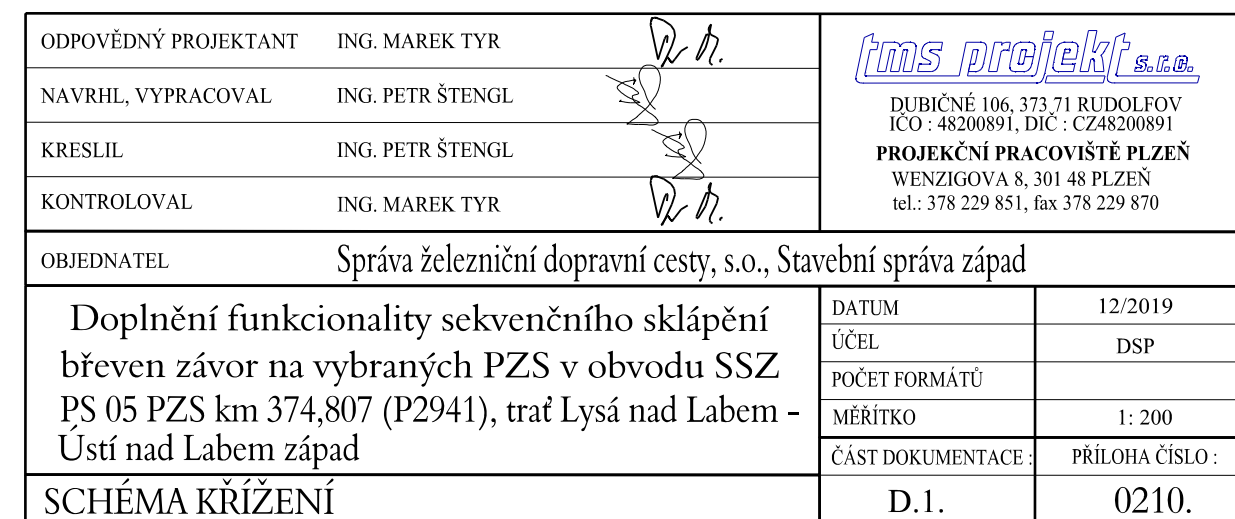 ODPOVĚDNÝ PROJEKTANT ING. MAREK TYR
NAVRHL, VYPRACOVAL ING. PETR ŠTENGL
KRESLIL ING. PETR ŠTENGL
KONTROLOVAL ING. MAREK TYR
tms projekt s.r.o.
DUBIČNÉ 106, 373 71 RUDOLFOV
IČO : 48200891, DIČ : CZ48200891
PROJEKČNÍ PRACOVIŠTĚ PLZEŇ
WENZIGOVA 8, 301 48 PLZEŇ
tel.: 378 229 851, fax 378 229 870
OBJEDNATEL Správa železniční dopravní cesty, s.o., Stavební správa západ
Doplnění funkcionality sekvenčního sklápění
břeven závor na vybraných PZS v obvodu SSZ
PS 05 PZS km 374,807 (P2941), trať Lysá nad Labem -
Ústí nad Labem západ
DATUM 12/2019
ÚČEL DSP
POČET FORMÁTŮ
MĚŘÍTKO 1: 200
ČÁST DOKUMENTACE : PŘÍLOHA ČÍSLO :
SCHÉMA KŘÍŽENÍ D.1. 0210.